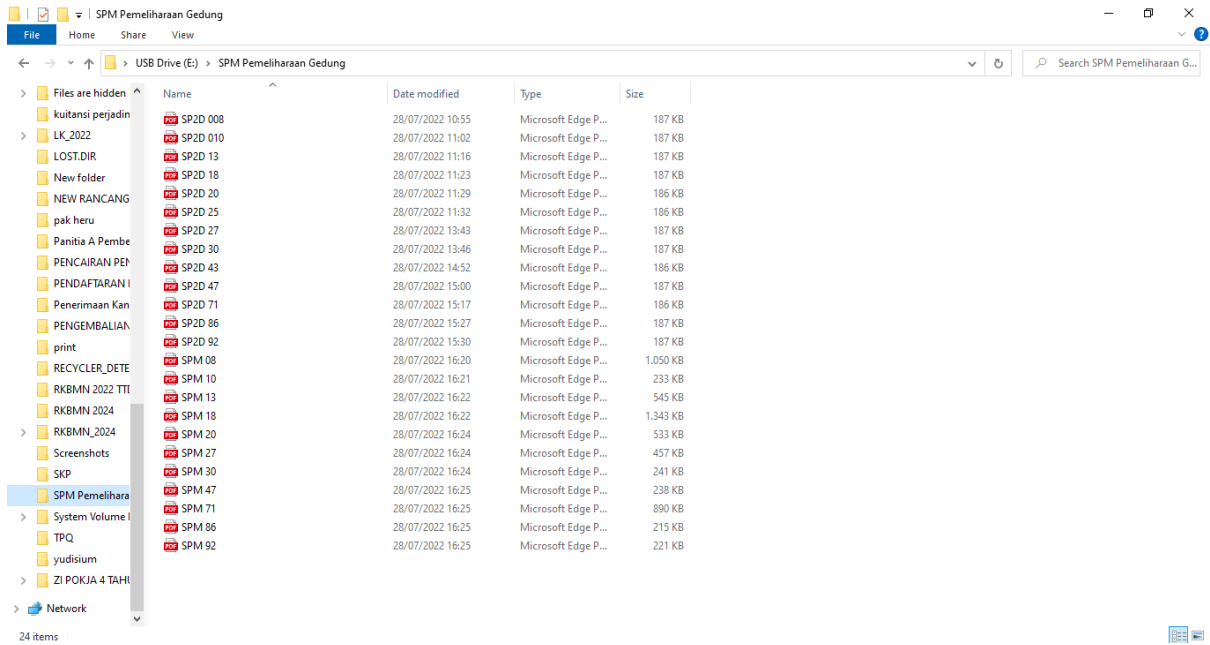 SPM Pemeliharaan Gedung
File Home Share View
USB Drive (E:) SPM Pemeliharaan Gedung Search SPM Pemeliharaan G...
Files are hidden
kuitansi perjadin
LK_2022
LOST.DIR
New folder
NEW RANCANG
pak heru
Panitia A Pembe
PENCAIRAN PEN
PENDAFTARAN I
Penerimaan Kan
PENGEMBALIAN
print
RECYCLER_DETE
RKBMN 2022 TTD
RKBMN 2024
RKBMN_2024
Screenshots
SKP
SPM Pemelihara
System Volume I
TPQ
yudisium
ZI POKJA 4 TAHU
Network
Name Date modified Type Size
SP2D 008 28/07/2022 10:55 Microsoft Edge P... 187 KB
SP2D 010 28/07/2022 11:02 Microsoft Edge P... 187 KB
SP2D 13 28/07/2022 11:16 Microsoft Edge P... 187 KB
SP2D 18 28/07/2022 11:23 Microsoft Edge P... 187 KB
SP2D 20 28/07/2022 11:29 Microsoft Edge P... 186 KB
SP2D 25 28/07/2022 11:32 Microsoft Edge P... 186 KB
SP2D 27 28/07/2022 13:43 Microsoft Edge P... 187 KB
SP2D 30 28/07/2022 13:46 Microsoft Edge P... 187 KB
SP2D 43 28/07/2022 14:52 Microsoft Edge P... 186 KB
SP2D 47 28/07/2022 15:00 Microsoft Edge P... 187 KB
SP2D 71 28/07/2022 15:17 Microsoft Edge P... 186 KB
SP2D 86 28/07/2022 15:27 Microsoft Edge P... 187 KB
SP2D 92 28/07/2022 15:30 Microsoft Edge P... 187 KB
SPM 08 28/07/2022 16:20 Microsoft Edge P... 1.050 KB
SPM 10 28/07/2022 16:21 Microsoft Edge P... 233 KB
SPM 13 28/07/2022 16:22 Microsoft Edge P... 545 KB
SPM 18 28/07/2022 16:22 Microsoft Edge P... 1.343 KB
SPM 20 28/07/2022 16:24 Microsoft Edge P... 533 KB
SPM 27 28/07/2022 16:24 Microsoft Edge P... 457 KB
SPM 30 28/07/2022 16:24 Microsoft Edge P... 241 KB
SPM 47 28/07/2022 16:25 Microsoft Edge P... 238 KB
SPM 71 28/07/2022 16:25 Microsoft Edge P... 890 KB
SPM 86 28/07/2022 16:25 Microsoft Edge P... 215 KB
SPM 92 28/07/2022 16:25 Microsoft Edge P... 221 KB
24 items